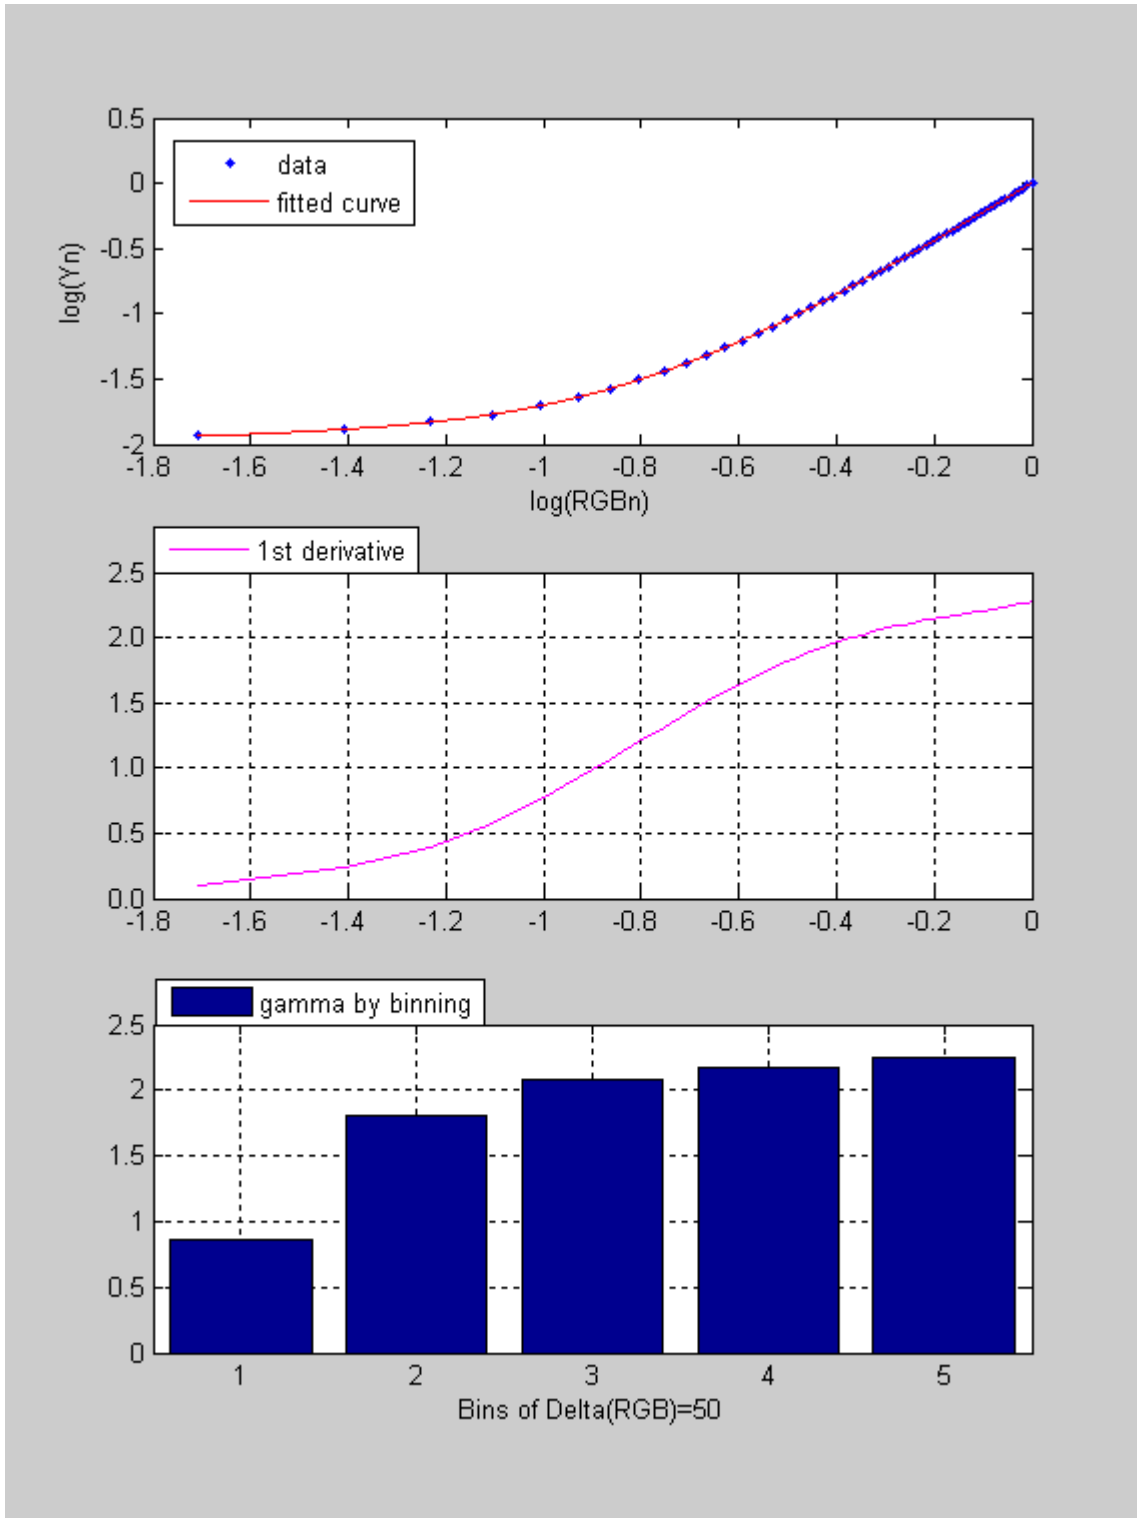 0.5
0
-0.5
-1
-1.5
-2
log(Yn)
data
fitted curve
-1.8 -1.6 -1.4 -1.2 -1 -0.8 -0.6 -0.4 -0.2 0
log(RGBn)
1st derivative
2.5
2.0
1.5
1.0
0.5
0.0
-1.8 -1.6 -1.4 -1.2 -1 -0.8 -0.6 -0.4 -0.2 0
gamma by binning
2.5
2
1.5
1
0.5
0
1 2 3 4 5
Bins of Delta(RGB)=50